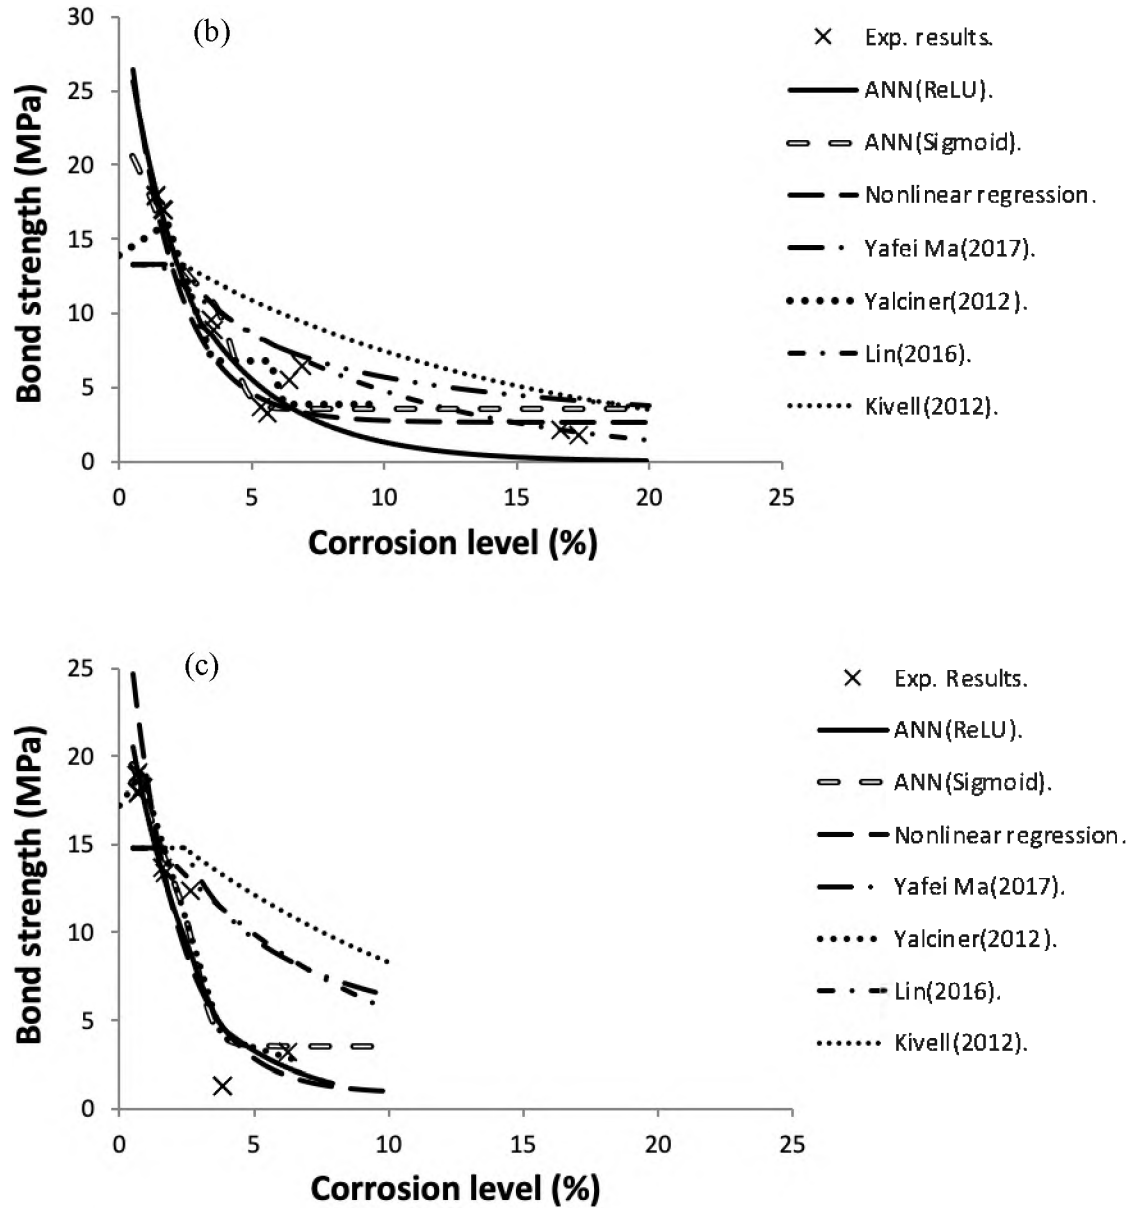 (b)
30
25
20
15
10
5
0
Bond strength (MPa)
0 5 10 15 20 25
Corrosion level (%)
Exp. results.
ANN(ReLU).
ANN(Sigmoid).
Nonlinear regression.
Yafei Ma(2017).
Yalciner(2012).
Lin(2016).
Kivell(2012).
(c)
25
20
15
10
5
0
Bond strength (MPa)
0 5 10 15 20 25
Corrosion level (%)
Exp. Results.
ANN(ReLU).
ANN(Sigmoid).
Nonlinear regression.
Yafei Ma(2017).
Yalciner(2012).
Lin(2016).
Kivell(2012).